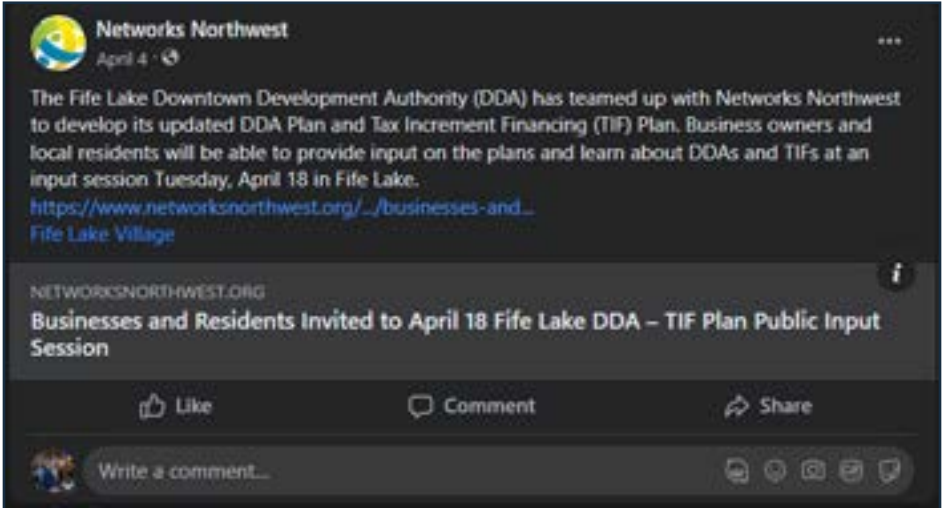 Networks Northwest
April 4 ·
The Fife Lake Downtown Development Authority (DDA) has teamed up with Networks Northwest
to develop its updated DDA Plan and Tax Increment Financing (TIF) Plan. Business owners and
local residents will be able to provide input on the plans and learn about DDAs and TIFs at an
input session Tuesday, April 18 in Fife Lake.
https://www.networksnorthwest.org/.../businesses-and...
Fife Lake Village
i
NETWORKSNORTHWEST.ORG
Businesses and Residents Invited to April 18 Fife Lake DDA – TIF Plan Public Input
Session
Like
Comment
Share
Write a comment...
GIF